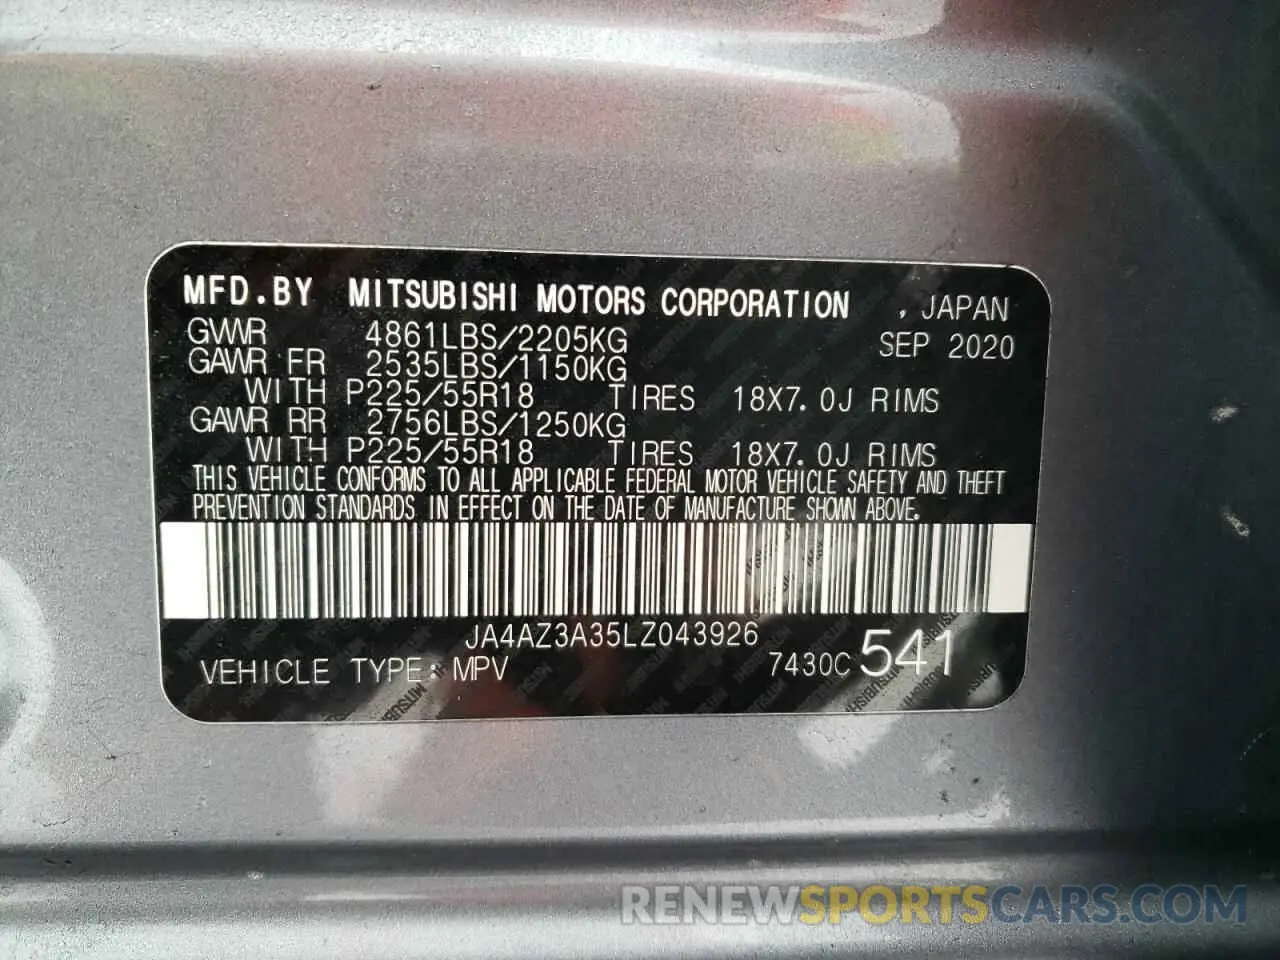 MFD.BY MITSUBISHI MOTORS CORPORATION , JAPAN
GVWR 4861LBS/2205KG SEP 2020
GAWR FR 2535LBS/1150KG
WITH P225/55R18 TIRES 18X7.0J RIMS
GAWR RR 2756LBS/1250KG
WITH P225/55R18 TIRES 18X7.0J RIMS
THIS VEHICLE CONFORMS TO ALL APPLICABLE FEDERAL MOTOR VEHICLE SAFETY AND THEFT
PREVENTION STANDARDS IN EFFECT ON THE DATE OF MANUFACTURE SHOWN ABOVE.
JA4AZ3A35LZ043926
VEHICLE TYPE: MPV 7430C 541
RENEWSPORTSCARS.COM